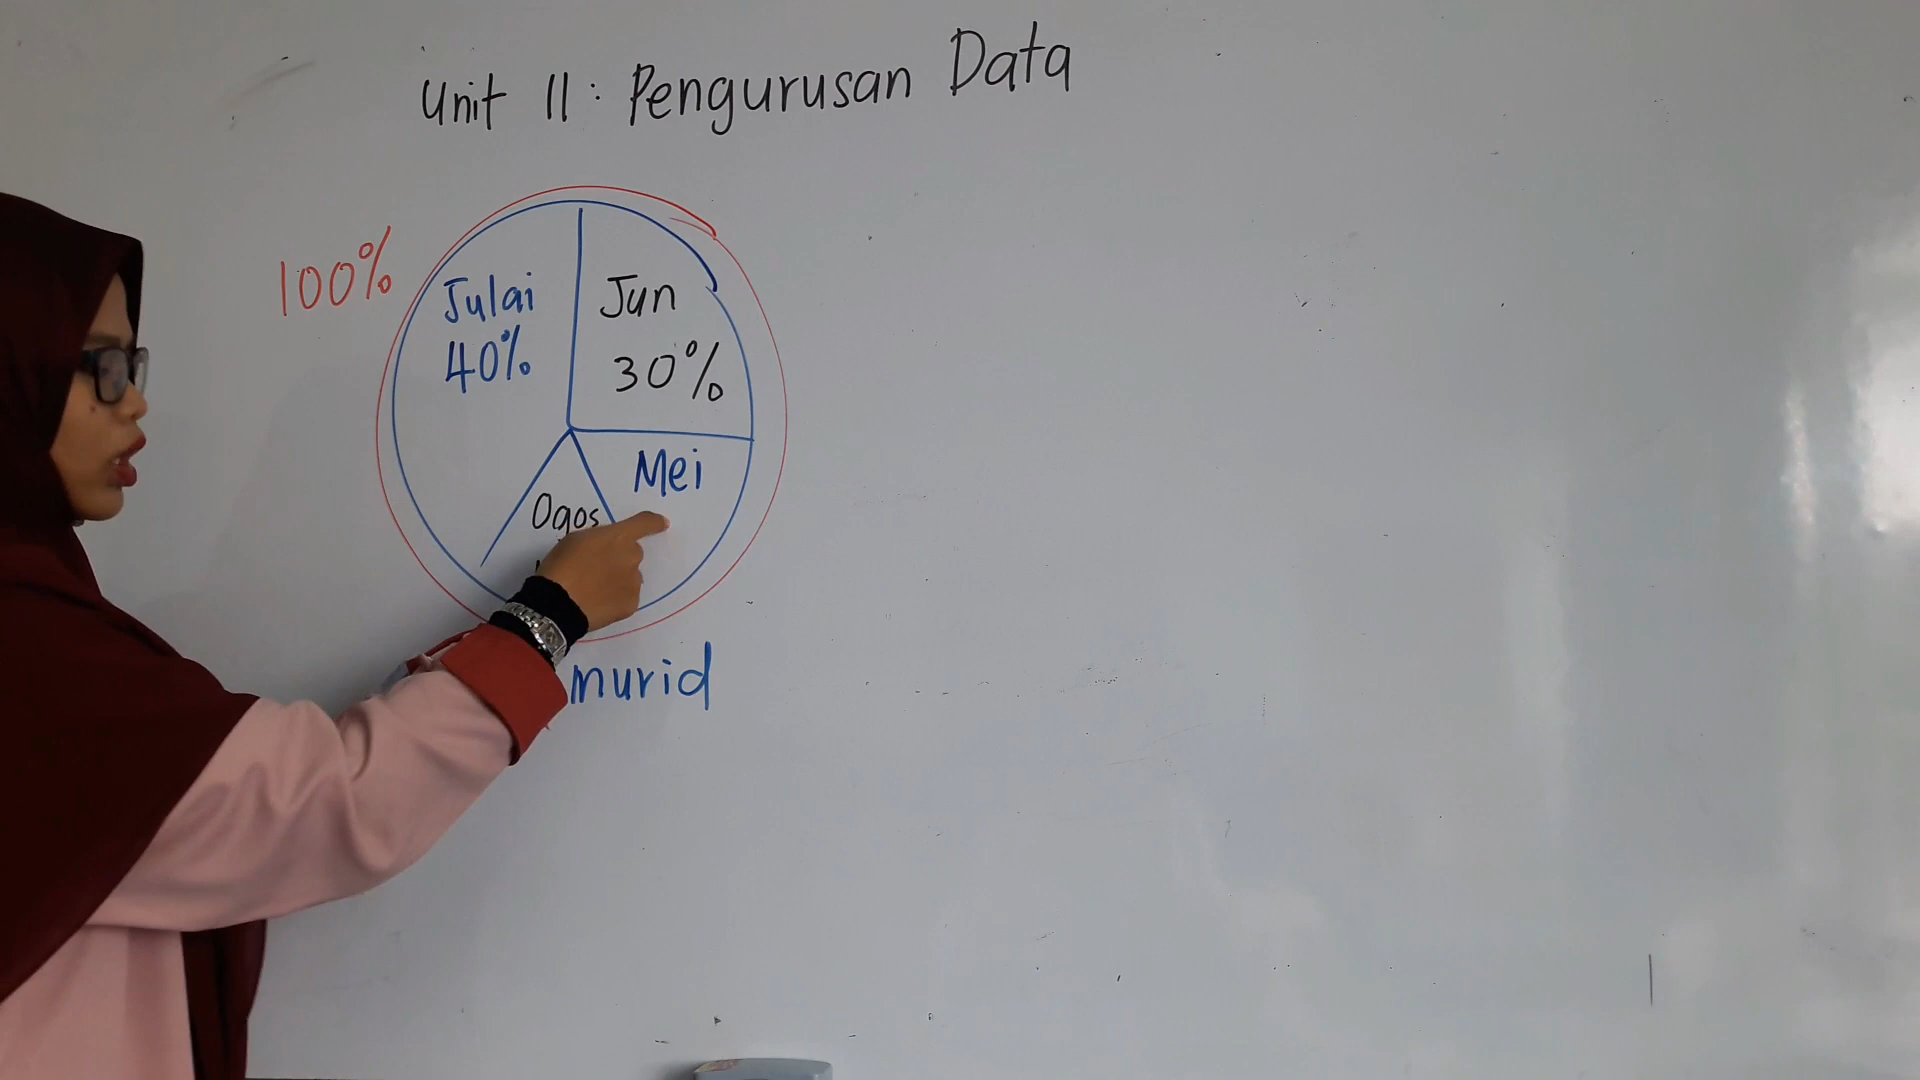 Unit 11: Pengurusan Data
100%
Julai
40%
Jun
30%
Mei
Ogos
murid